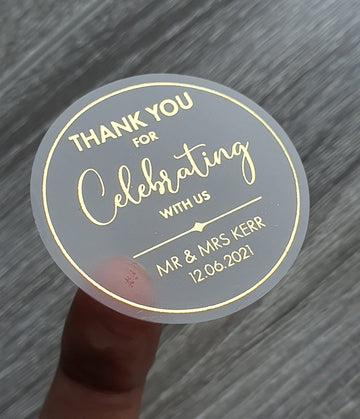 THANK YOU
FOR
Celebrating
WITH US
MR & MRS KERR
12.06.2021